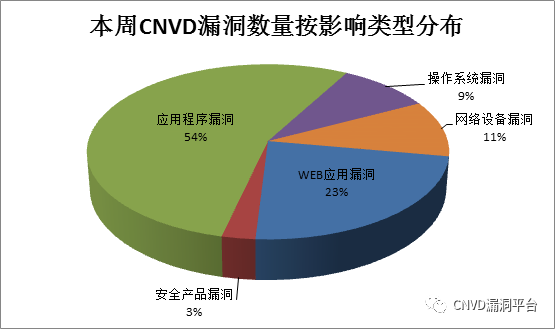 本周CNVD漏洞数量按影响类型分布
操作系统漏洞
9%
网络设备漏洞
11%
应用程序漏洞
54%
WEB应用漏洞
23%
安全产品漏洞
3%
CNVD漏洞平台